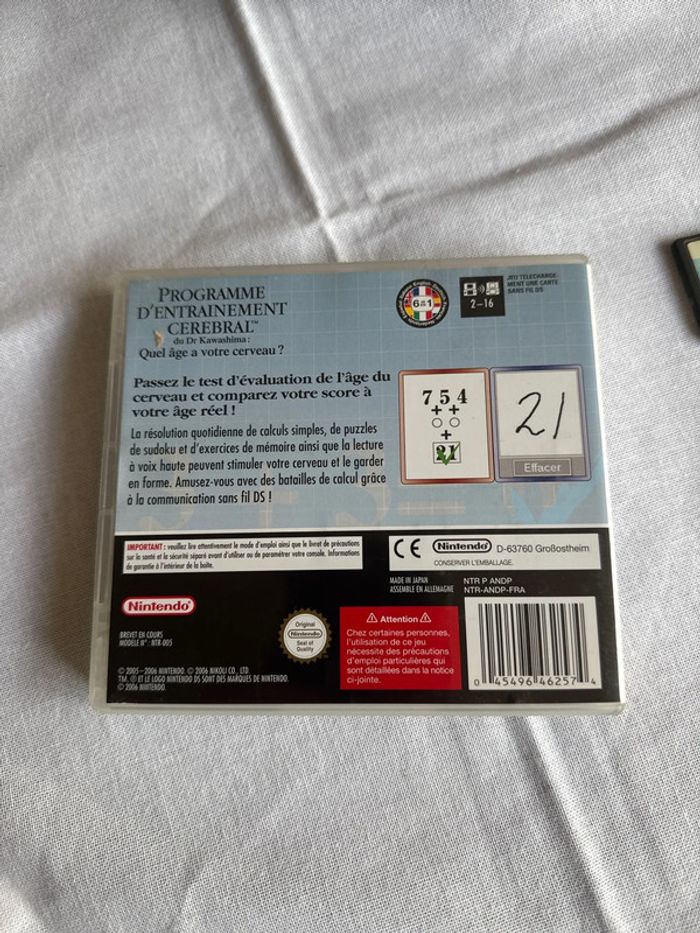 PROGRAMME
D'ENTRAINEMENT
CEREBRAL™
du Dr Kawashima :
Quel âge a votre cerveau ?
6 en 1
2-16
JEU TELECHARGE-
MENT UNE CARTE
SANS FIL DS
Passez le test d'évaluation de l'âge du
cerveau et comparez votre score à
votre âge réel !
La résolution quotidienne de calculs simples, de puzzles
de sudoku et d'exercices de mémoire ainsi que la lecture
à voix haute peuvent stimuler votre cerveau et le garder
en forme. Amusez-vous avec des batailles de calcul grâce
à la communication sans fil DS !
7 5 4
+ +
+
21
21
Effacer
IMPORTANT : veuillez lire attentivement le mode d'emploi ainsi que le livret de précautions
sur la santé et la sécurité séparé avant d'utiliser ou de paramétrer votre console. Informations
de garantie à l'intérieur de la boîte.
CE
Nintendo®
D-63760 Großostheim
CONSERVER L'EMBALLAGE.
MADE IN JAPAN
ASSEMBLE EN ALLEMAGNE
NTR P ANDP
NTR-ANDP-FRA
Nintendo®
BREVET EN COURS
MODELE N° : NTR-005
Original
Nintendo
Seal of
Quality
© 2005-2006 NINTENDO. © 2006 NIKOLI CO. LTD.
TM, ® ET LE LOGO NINTENDO DS SONT DES MARQUES DE NINTENDO.
© 2006 NINTENDO.
⚠ Attention ⚠
Chez certaines personnes,
l'utilisation de ce jeu
nécessite des précautions
d'emploi particulières qui
sont détaillées dans la notice
ci-jointe.
0 45496 46257 4